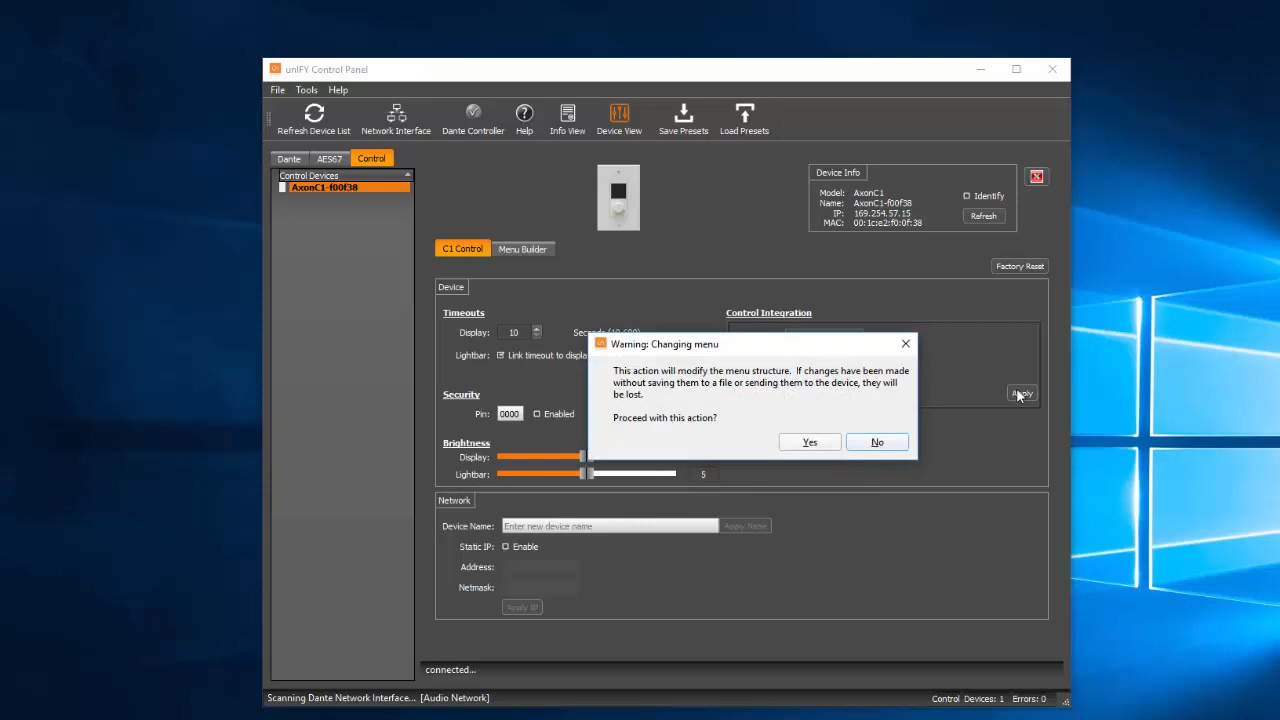 unIFY Control Panel
File Tools Help
Refresh Device List Network Interface Dante Controller Help Info View Device View Save Presets Load Presets
Dante AES67 Control
Control Devices
AxonC1-f00f38
Device Info
Model: AxonC1
Name: AxonC1-f00f38
IP: 169.254.57.15
MAC: 00:1c:e2:f0:0f:38
Identify
Refresh
C1 Control Menu Builder
Factory Reset
Device
Timeouts
Display: 10 Seconds (10-600)
Lightbar: Link timeout to displa
Control Integration
Apply
Security
Pin: 0000 Enabled
Brightness
Display:
Lightbar: 5
Warning: Changing menu
This action will modify the menu structure. If changes have been made
without saving them to a file or sending them to the device, they will
be lost.
Proceed with this action?
Yes No
Network
Device Name: Enter new device name Apply Name
Static IP: Enable
Address:
Netmask:
Apply IP
connected...
Scanning Dante Network Interface... [Audio Network]
Control Devices: 1 Errors: 0